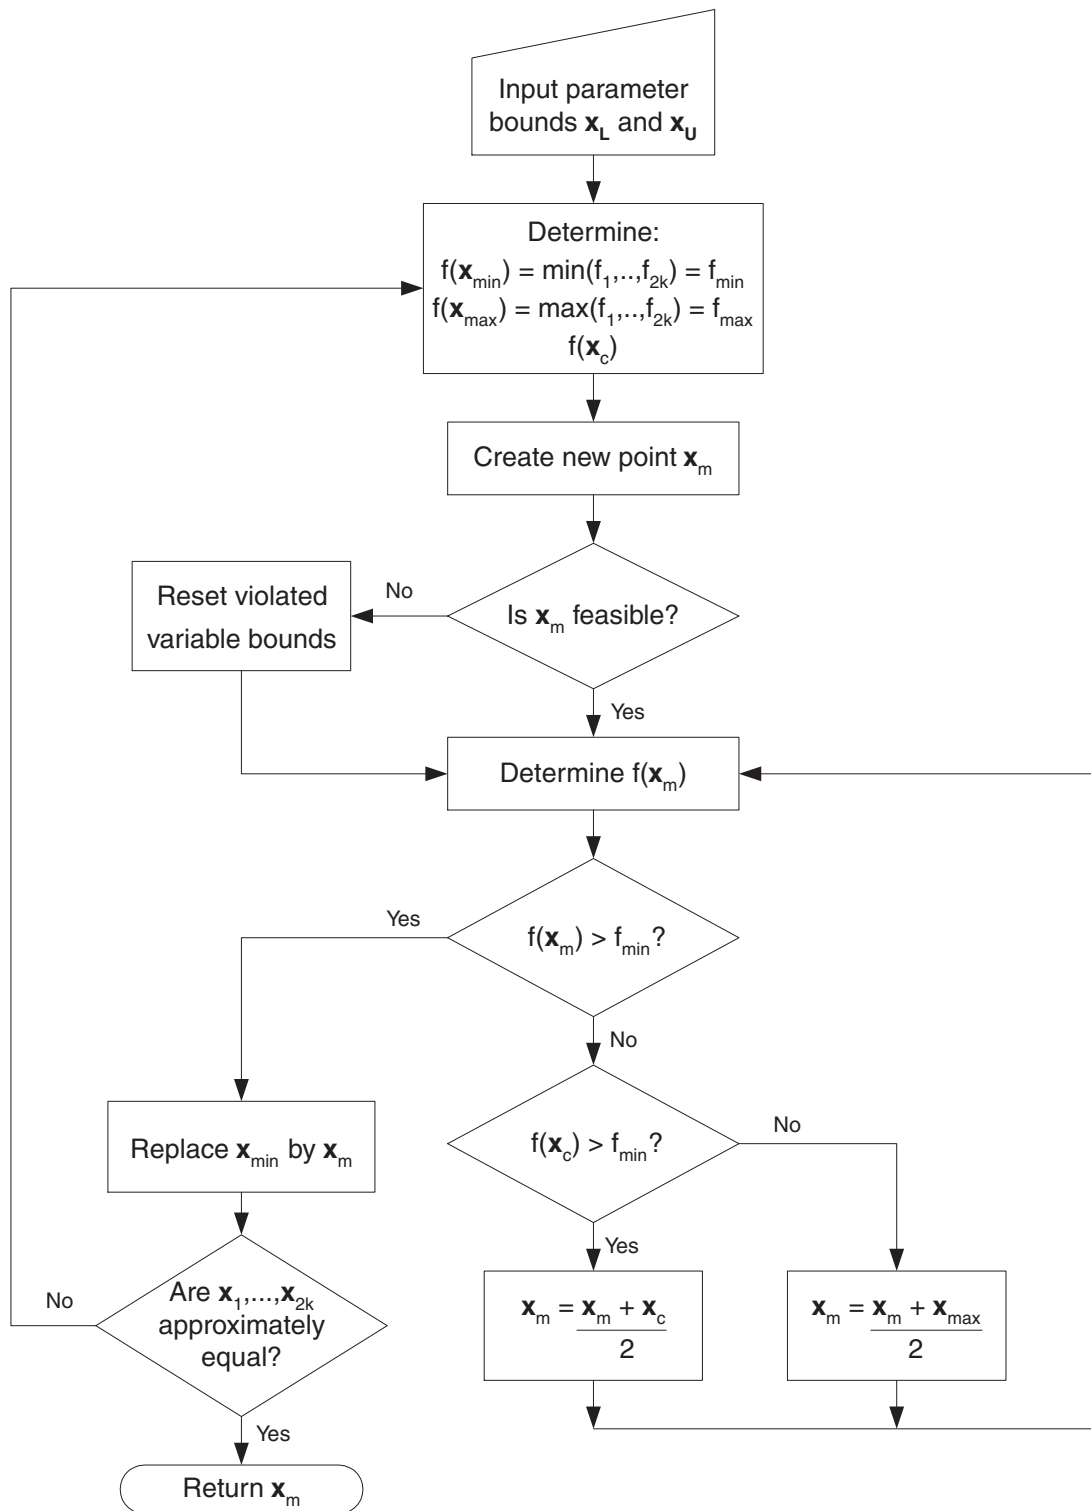 Input parameter
bounds x_L and x_U
Determine:
f(x_min) = min(f_1,..,f_2k) = f_min
f(x_max) = max(f_1,..,f_2k) = f_max
f(x_c)
Create new point x_m
Is x_m feasible?
No
Reset violated
variable bounds
Yes
Determine f(x_m)
f(x_m) > f_min?
Yes
No
Replace x_min by x_m
f(x_c) > f_min?
No
Yes
Are x_1,...,x_2k
approximately
equal?
No
x_m = x_m + x_c
2
x_m = x_m + x_max
2
Yes
Return x_m